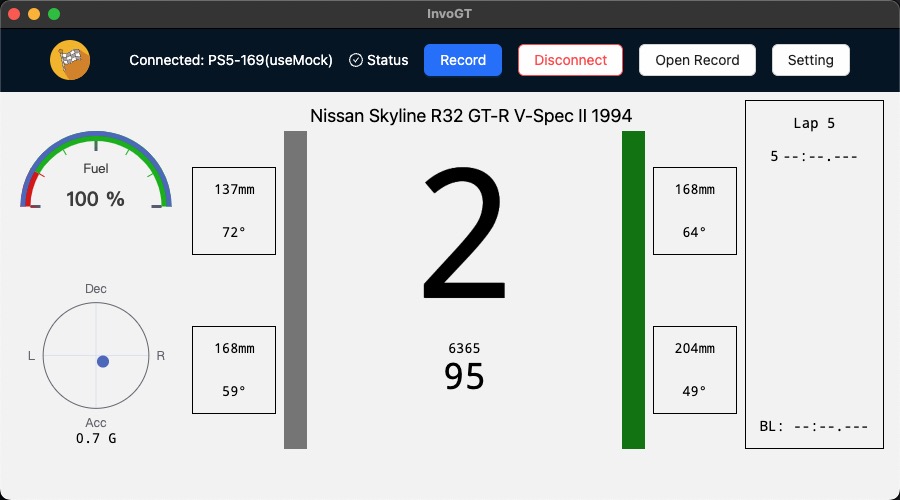 InvoGT
Connected: PS5-169(useMock) Status Record Disconnect Open Record Setting
Nissan Skyline R32 GT-R V-Spec II 1994
Fuel
100 %
Dec
L R
Acc
0.7 G
137mm
72°
168mm
59°
2
6365
95
168mm
64°
204mm
49°
Lap 5
5 --:--.---
BL: --:--.---